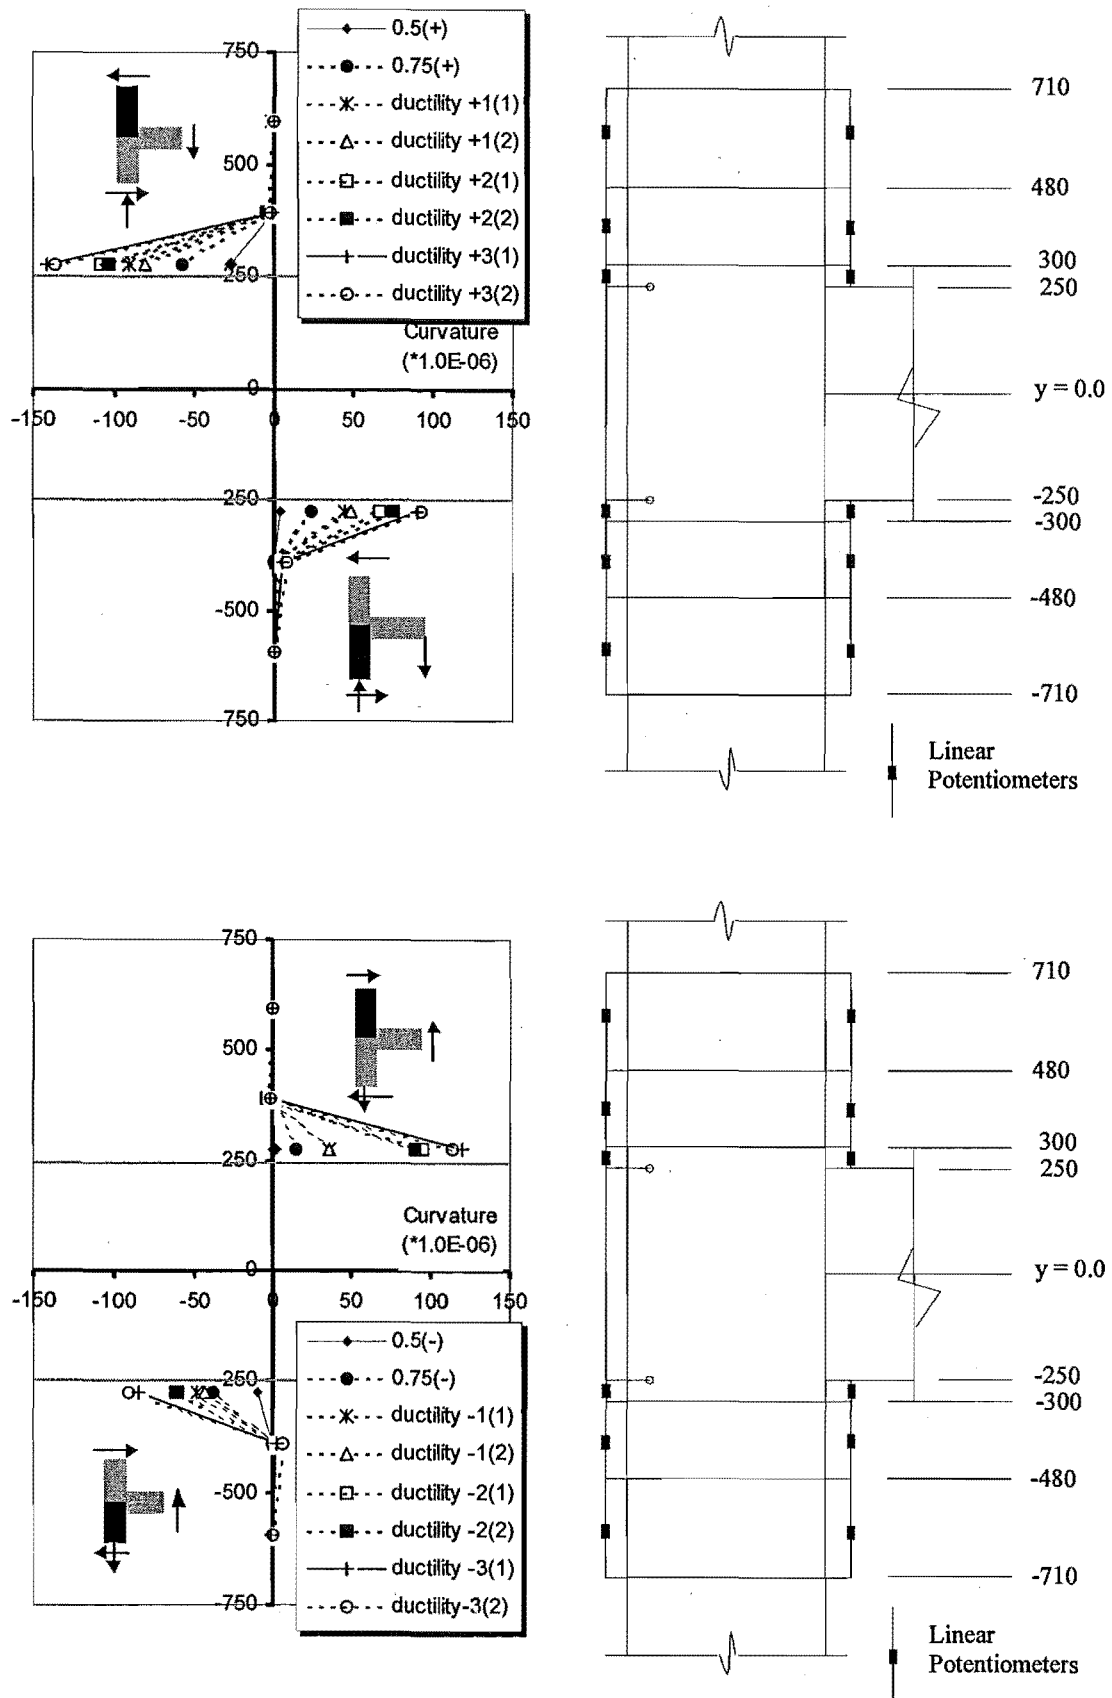 750
500
250
0
-150
-100
-50
0
50
100
150
-250
-500
-750
Curvature
(*1.0E-06)
0.5(+)
0.75(+)
ductility +1(1)
ductility +1(2)
ductility +2(1)
ductility +2(2)
ductility +3(1)
ductility +3(2)
710
480
300
250
y = 0.0
-250
-300
-480
-710
Linear
Potentiometers
750
500
250
0
-150
-100
-50
0
50
100
150
-250
-500
-750
Curvature
(*1.0E-06)
0.5(-)
0.75(-)
ductility -1(1)
ductility -1(2)
ductility -2(1)
ductility -2(2)
ductility -3(1)
ductility-3(2)
710
480
300
250
y = 0.0
-250
-300
-480
-710
Linear
Potentiometers